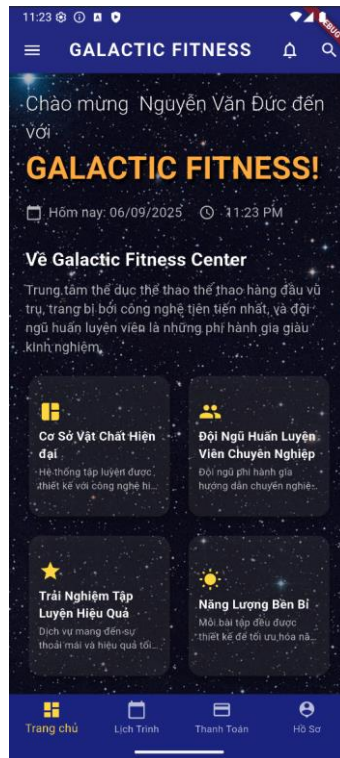 11:23
DEBUG
GALACTIC FITNESS
Chào mừng Nguyễn Văn Đức đến
với
GALACTIC FITNESS!
Hôm nay: 06/09/2025 11:23 PM
Về Galactic Fitness Center
Trung tâm thể dục thể thao thể thao hàng đầu vũ
trụ, trang bị bởi công nghệ tiên tiến nhất, và đội
ngũ huấn luyện viên là những phi hành gia giàu
kinh nghiệm.
Cơ Sở Vật Chất Hiện
đại
Hệ thống tập luyện được
thiết kế với công nghệ hi...
Đội Ngũ Huấn Luyện
Viên Chuyên Nghiệp
Đội ngũ phi hành gia
hướng dẫn chuyên nghiệ...
Trải Nghiệm Tập
Luyện Hiệu Quả
Dịch vụ mang đến sự
thoải mái và hiệu quả tối...
Năng Lượng Bền Bỉ
Mỗi bài tập đều được
thiết kế để tối ưu hóa nă...
Trang chủ
Lịch Trình
Thanh Toán
Hồ Sơ